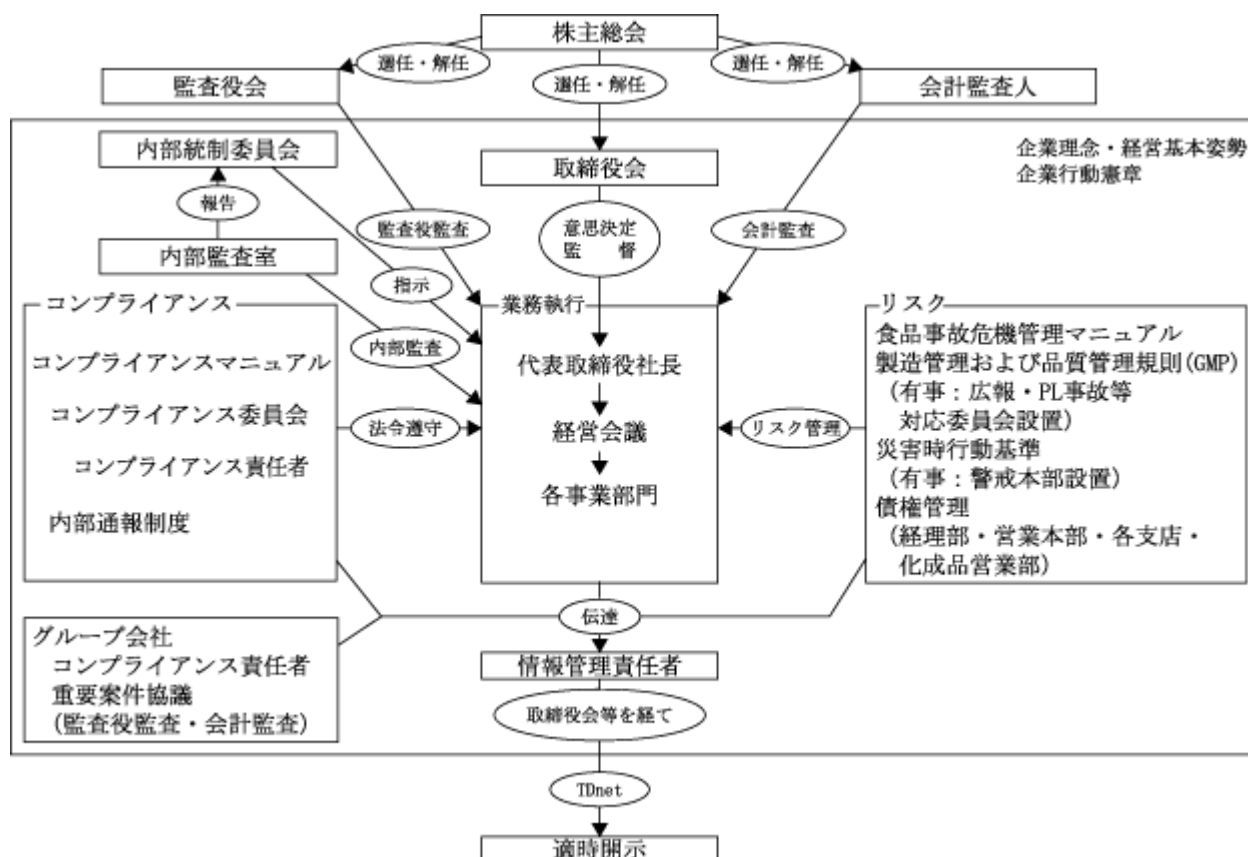 株主総会
選任・解任
選任・解任
選任・解任
監査役会
会計監査人
内部統制委員会
取締役会
企業理念・経営基本姿勢
企業行動憲章
報告
監査役監査
意思決定
監　督
会計監査
内部監査室
指示
内部監査
コンプライアンス
コンプライアンスマニュアル
コンプライアンス委員会
コンプライアンス責任者
内部通報制度
法令遵守
業務執行
代表取締役社長
経営会議
各事業部門
リスク管理
リスク
食品事故危機管理マニュアル
製造管理および品質管理規則(GMP)
(有事：広報・PL事故等
対応委員会設置)
災害時行動基準
(有事：警戒本部設置)
債権管理
(経理部・営業本部・各支店・
化成品営業部)
伝達
グループ会社
コンプライアンス責任者
重要案件協議
(監査役監査・会計監査)
情報管理責任者
取締役会等を経て
TDnet
適時開示